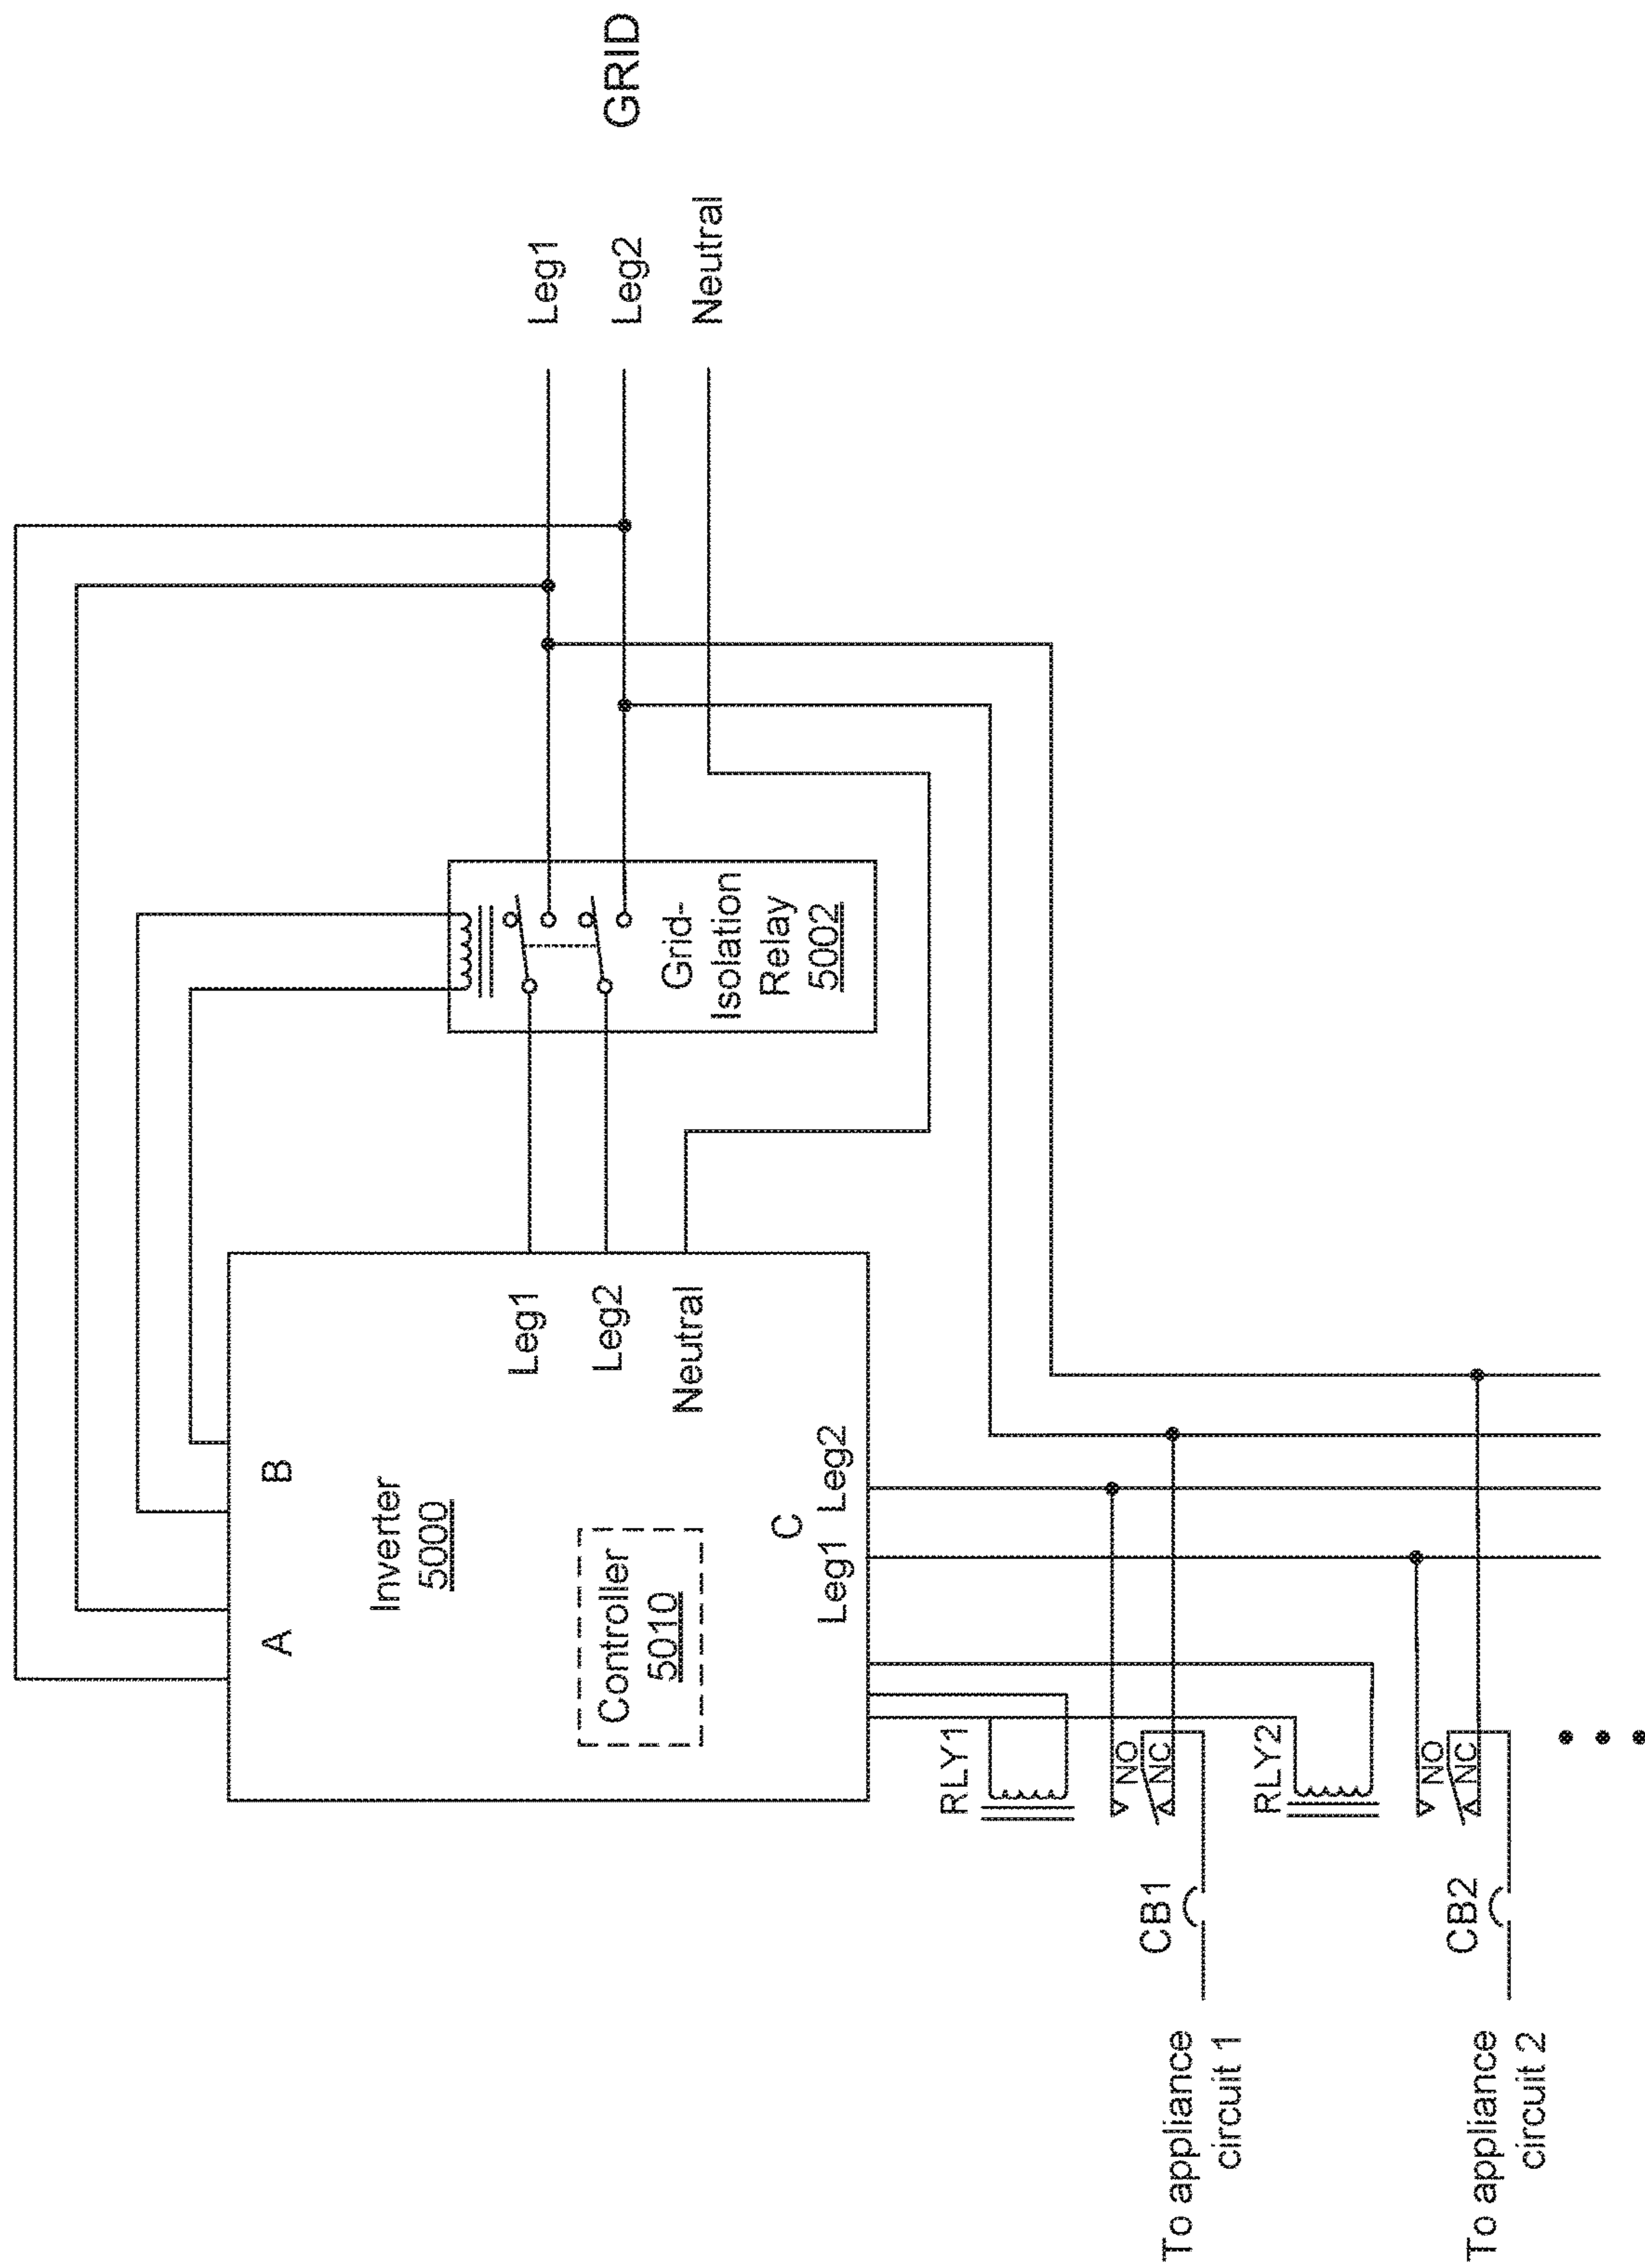 GRID
Leg1
Leg2
Neutral
Grid-
Isolation
Relay
5002
A
B
Inverter
5000
Leg1
Leg2
Neutral
Controller
5010
C
Leg1
Leg2
RLY1
NO
NC
CB1
To appliance
circuit 1
RLY2
NO
NC
CB2
To appliance
circuit 2